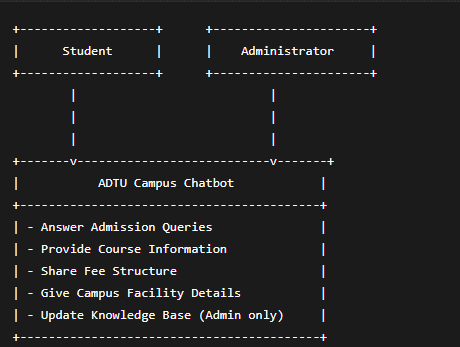 +-------------------+      +----------------------+
|      Student      |      |    Administrator     |
+-------------------+      +----------------------+
        |                           |
        |                           |
        |                           |
+-------v---------------------------v-------+
|           ADTU Campus Chatbot            |
+------------------------------------------+
| - Answer Admission Queries               |
| - Provide Course Information             |
| - Share Fee Structure                    |
| - Give Campus Facility Details           |
| - Update Knowledge Base (Admin only)     |
+------------------------------------------+